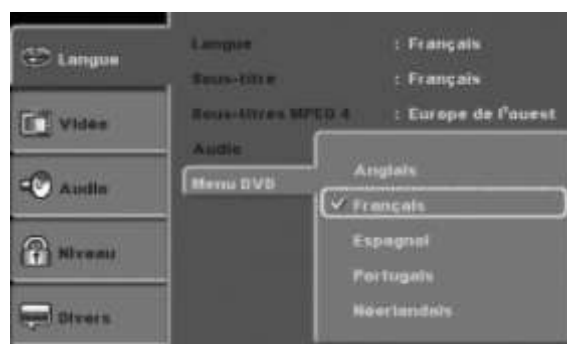 Langue
Vidéo
Audio
Niveau
Divers
Langue : Français
Sous-titre : Français
Sous-titres MPEG 4 : Europe de l'ouest
Audio
Menu DVD
Anglais
Français
Espagnol
Portugais
Néerlandais